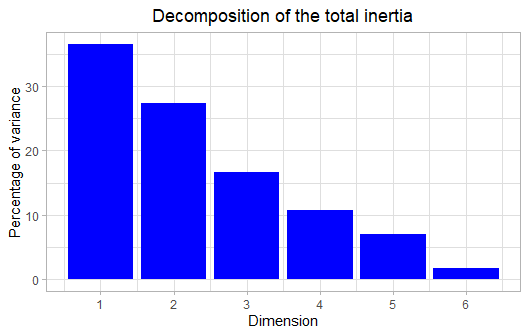 Decomposition of the total inertia
Percentage of variance
30
20
10
0
1 2 3 4 5 6
Dimension